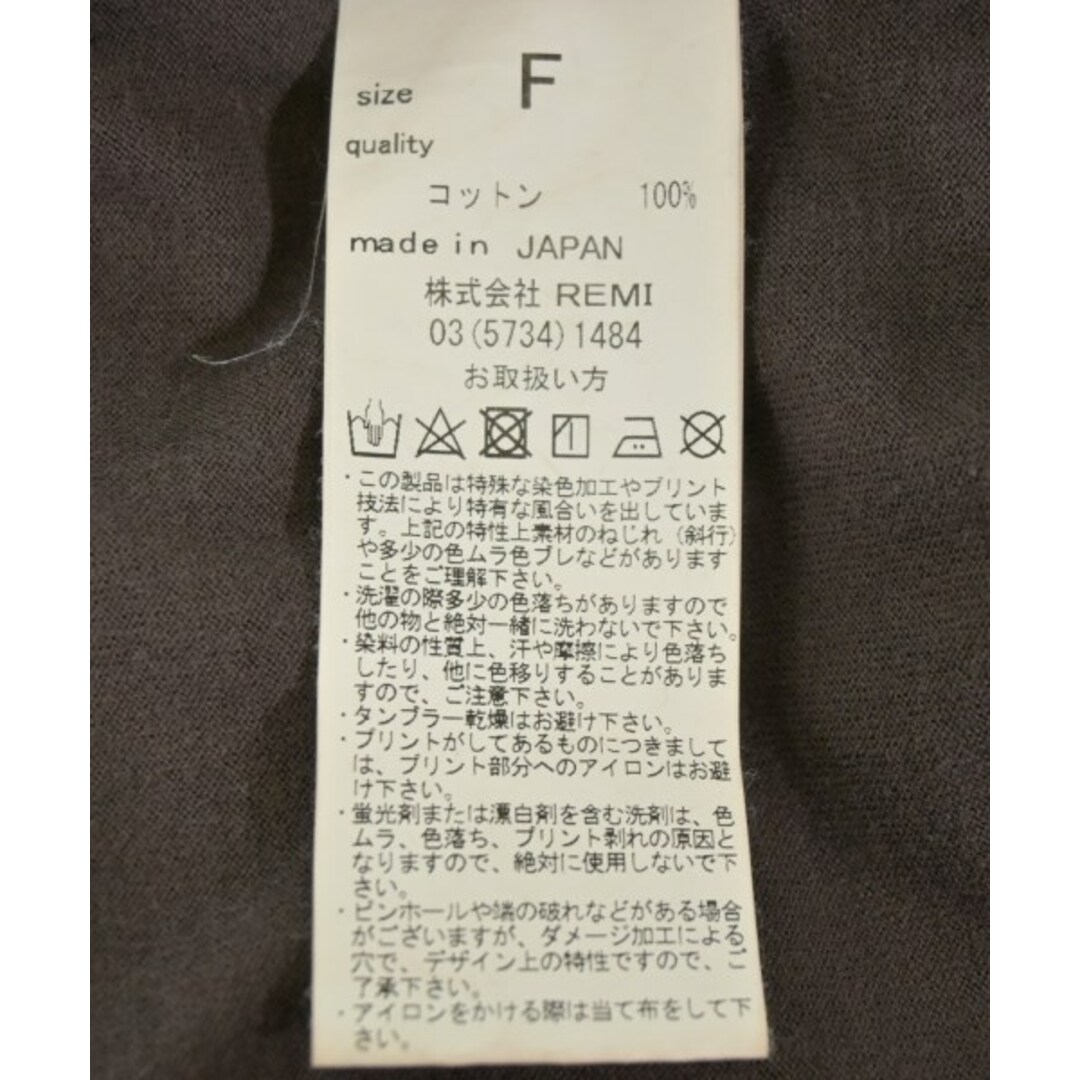 size F
quality
コットン 100%
made in JAPAN
株式会社 REMI
03(5734)1484
お取扱い方
・この製品は特殊な染色加工やプリント
技法により特有な風合いを出していま
す。上記の特性上素材のねじれ（斜行）
や多少の色ムラ色ブレなどがあります
ことをご理解下さい。
・洗濯の際多少の色落ちがありますので
他の物と絶対一緒に洗わないで下さい。
・染料の性質上、汗や摩擦により色落ち
したり、他に色移りすることがありま
すので、ご注意下さい。
・タンブラー乾燥はお避け下さい。
・プリントがしてあるものにつきまして
は、プリント部分へのアイロンはお避
け下さい。
・蛍光剤または漂白剤を含む洗剤は、色
ムラ、色落ち、プリント剥れの原因と
なりますので、絶対に使用しないで下
さい。
・ピンホールや端の破れなどがある場合
がございますが、ダメージ加工による
穴で、デザイン上の特性ですので、ご
了承下さい。
・アイロンをかける際は当て布をして下
さい。